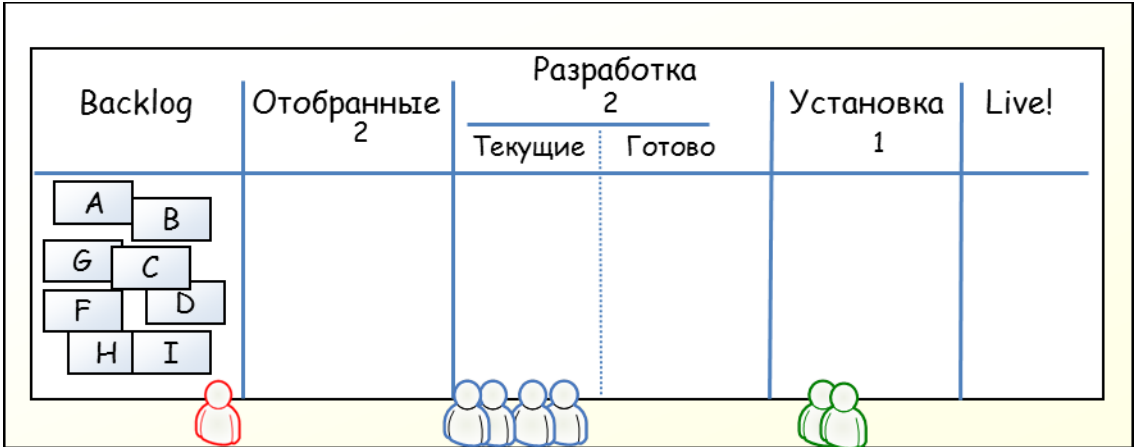 Backlog
Отобранные
2
Разработка
2
Текущие
Готово
Установка
1
Live!
A
B
G
C
F
D
H
I